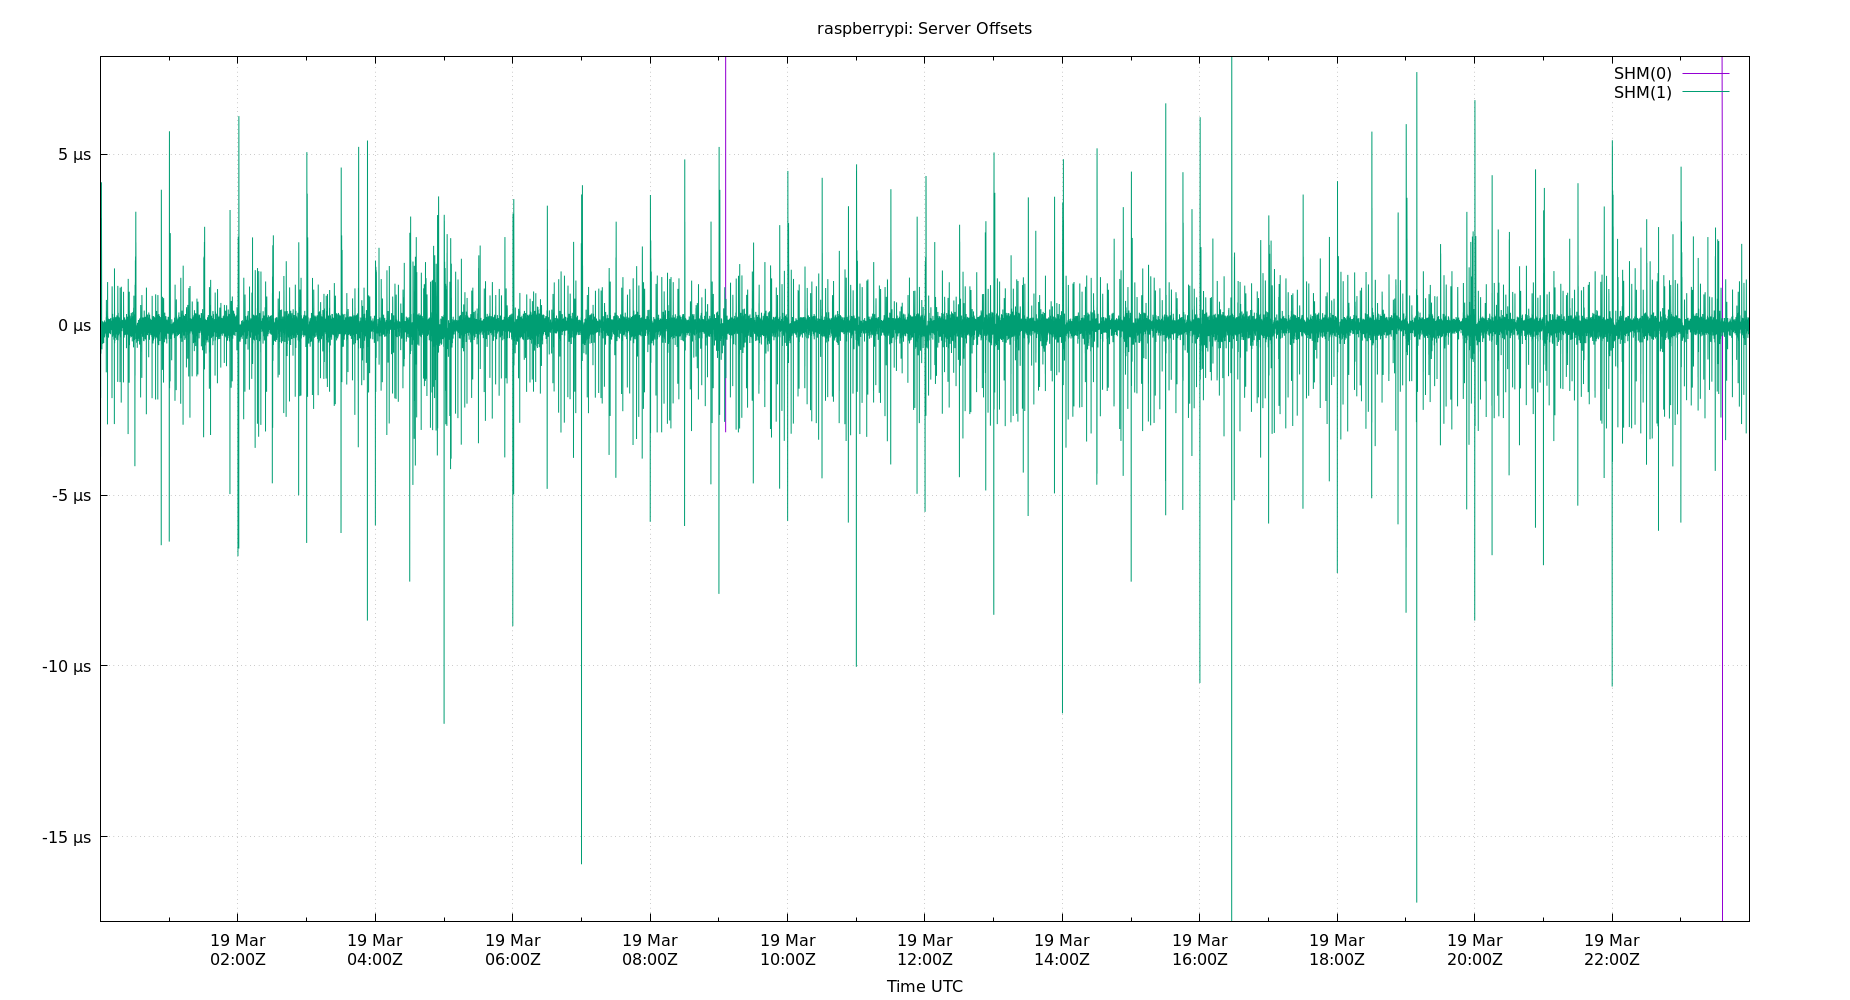 raspberrypi: Server Offsets
SHM(0)
SHM(1)
5 µs
0 µs
-5 µs
-10 µs
-15 µs
19 Mar 19 Mar 19 Mar 19 Mar 19 Mar 19 Mar 19 Mar 19 Mar 19 Mar 19 Mar 19 Mar
02:00Z 04:00Z 06:00Z 08:00Z 10:00Z 12:00Z 14:00Z 16:00Z 18:00Z 20:00Z 22:00Z
Time UTC